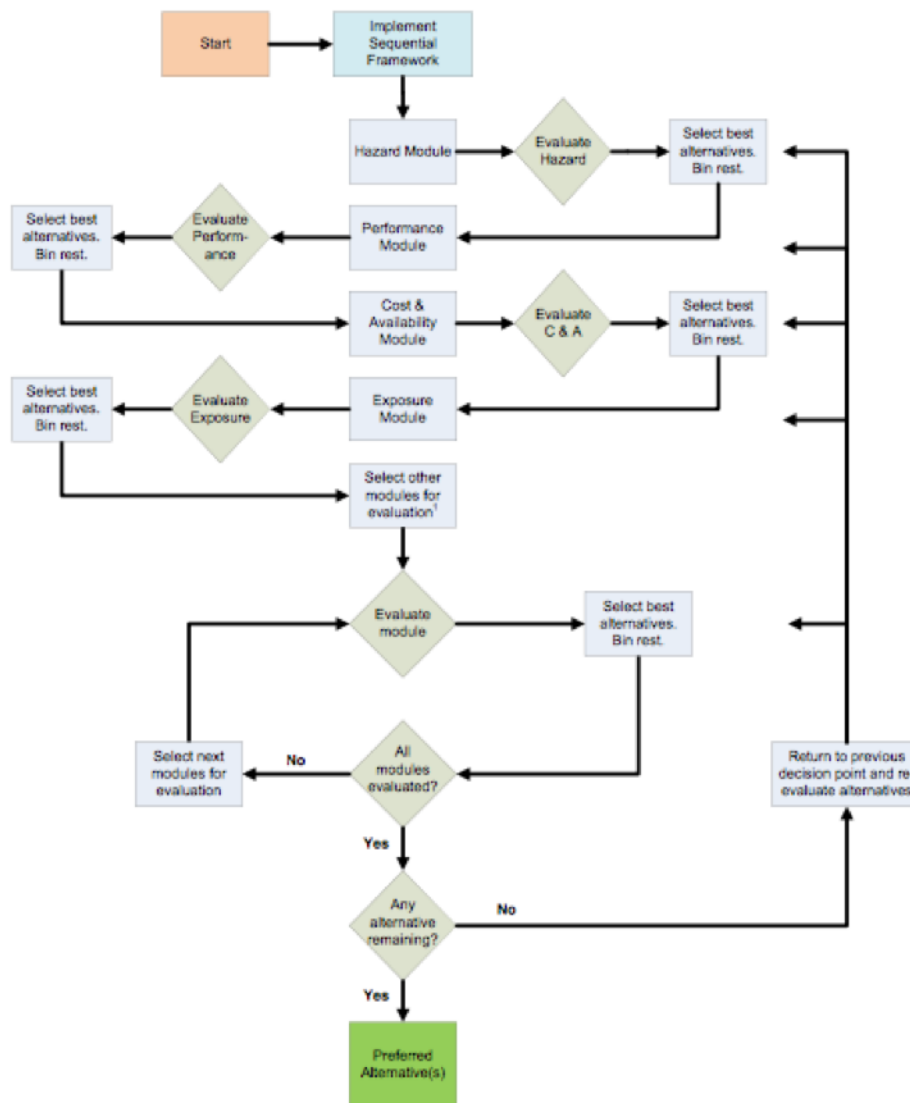 Start
Implement
Sequential
Framework
Hazard Module
Evaluate
Hazard
Select best
alternatives.
Bin rest.
Select best
alternatives.
Bin rest.
Evaluate
Perform-
ance
Performance
Module
Cost &
Availability
Module
Evaluate
C & A
Select best
alternatives.
Bin rest.
Select best
alternatives.
Bin rest.
Evaluate
Exposure
Exposure
Module
Select other
modules for
evaluation¹
Evaluate
module
Select best
alternatives.
Bin rest.
Select next
modules for
evaluation
No
All
modules
evaluated?
Return to previous
decision point and re
evaluate alternatives
Yes
Any
alternative
remaining?
No
Yes
Preferred
Alternative(s)